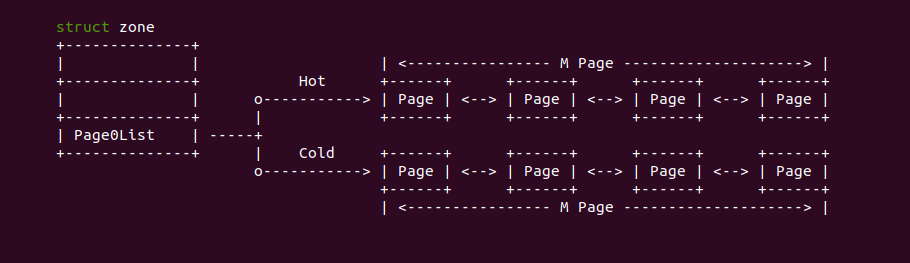 struct zone
+--------------+
|              |                    | <---------------- M Page --------------------> |
+--------------+           Hot      +------+      +------+      +------+      +------+
|              |      o-----------> | Page | <--> | Page | <--> | Page | <--> | Page |
+--------------+      |             +------+      +------+      +------+      +------+
| Page0List    | -----+
+--------------+      |    Cold     +------+      +------+      +------+      +------+
                      o-----------> | Page | <--> | Page | <--> | Page | <--> | Page |
                                    +------+      +------+      +------+      +------+
                                    | <---------------- M Page --------------------> |